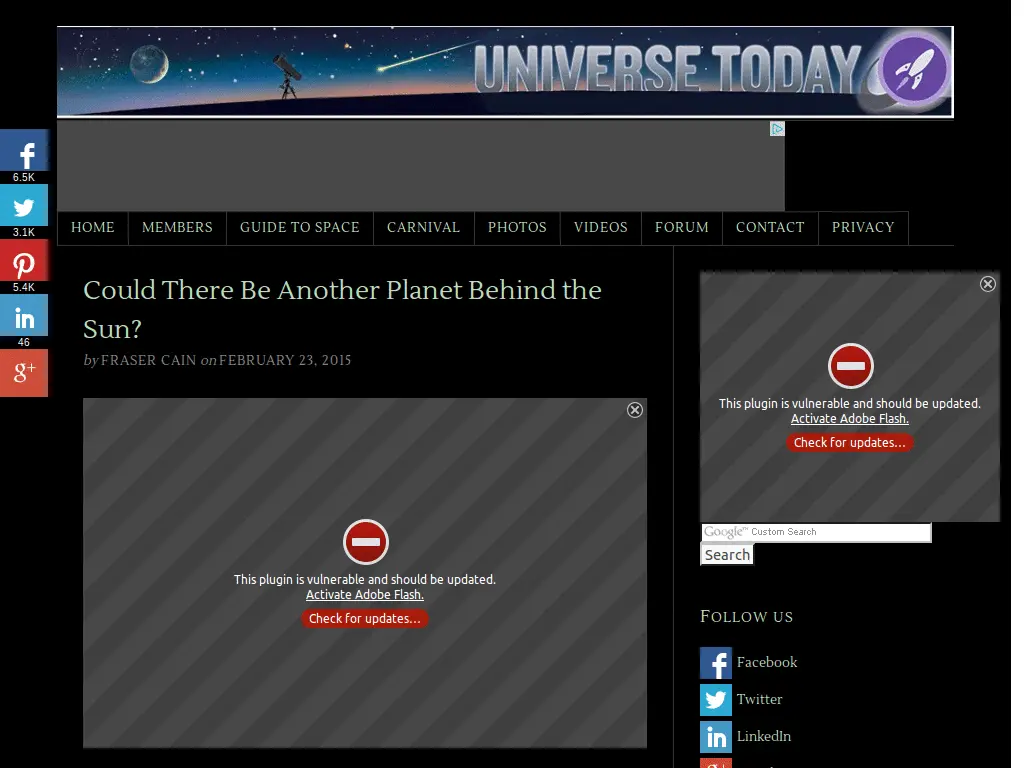 UNIVERSE TODAY
6.5K
3.1K
5.4K
46
HOME
MEMBERS
GUIDE TO SPACE
CARNIVAL
PHOTOS
VIDEOS
FORUM
CONTACT
PRIVACY
Could There Be Another Planet Behind the
Sun?
by FRASER CAIN on FEBRUARY 23, 2015
This plugin is vulnerable and should be updated.
Activate Adobe Flash.
Check for updates...
This plugin is vulnerable and should be updated.
Activate Adobe Flash.
Check for updates...
Google™ Custom Search
Search
FOLLOW US
Facebook
Twitter
LinkedIn